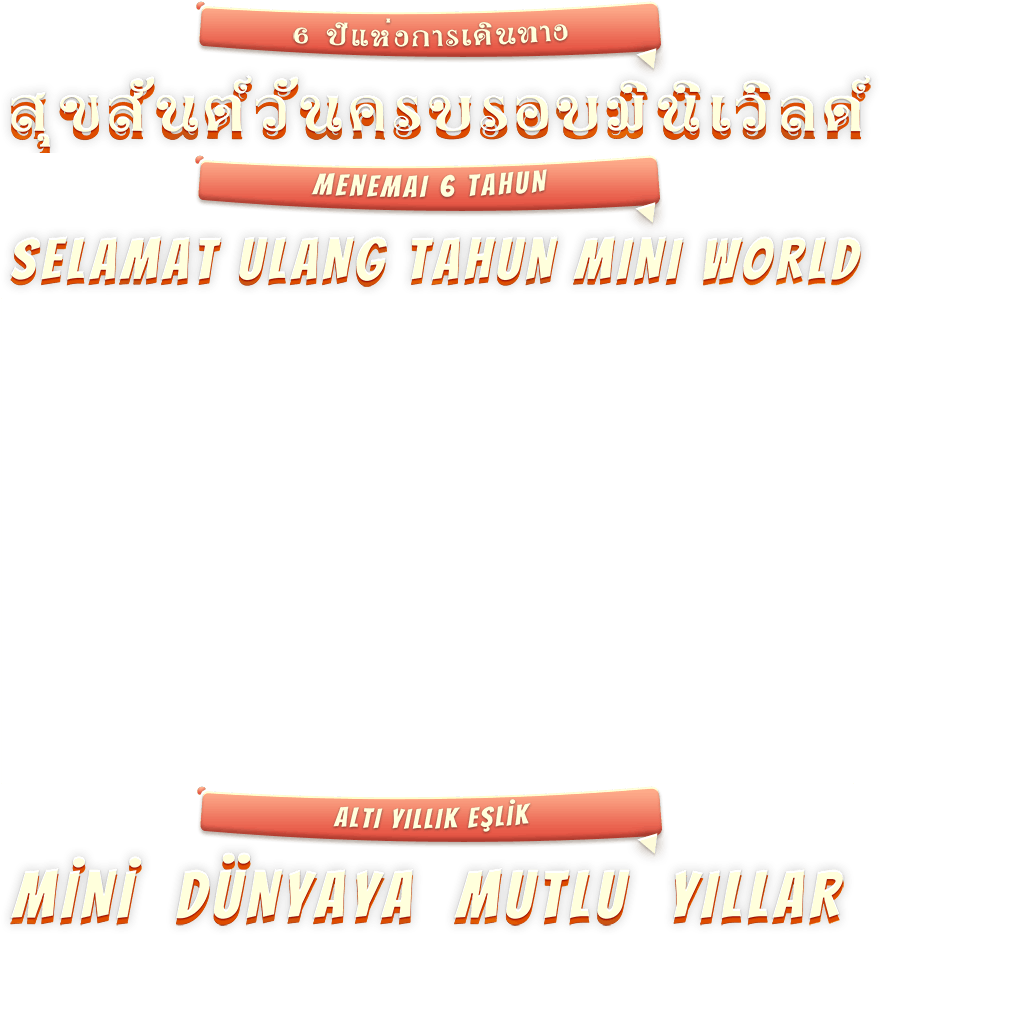 6 ปีแห่งการเดินทาง
สุขสันต์วันครบรอบมินิเวิลด์
MENEMAI 6 TAHUN
SELAMAT ULANG TAHUN MINI WORLD
ALTI YILLIK EŞLİK
MİNİ DÜNYAYA MUTLU YILLAR